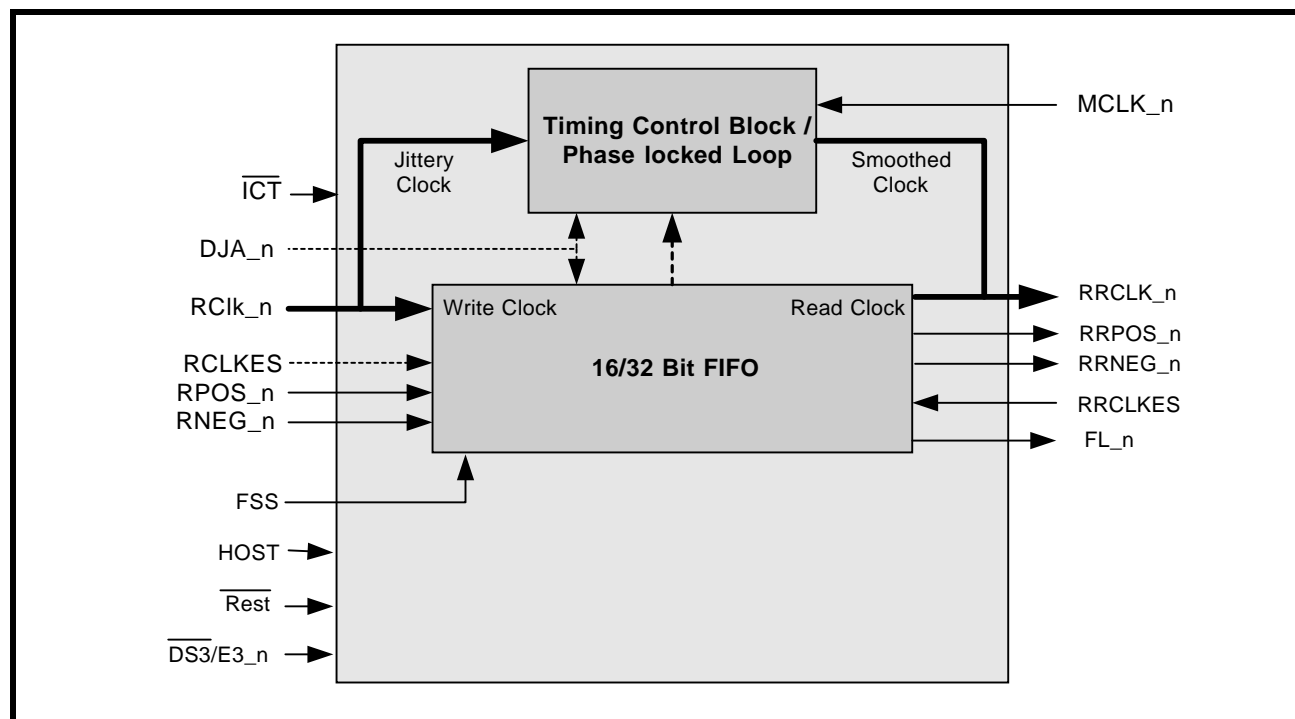 Timing Control Block /
Phase locked Loop
MCLK_n
Jittery
Clock
Smoothed
Clock
ICT
DJA_n
RClk_n
Write Clock
Read Clock
RRCLK_n
RRPOS_n
RCLKES
16/32 Bit FIFO
RRNEG_n
RPOS_n
RNEG_n
RRCLKES
FL_n
FSS
HOST
Rest
DS3/E3_n